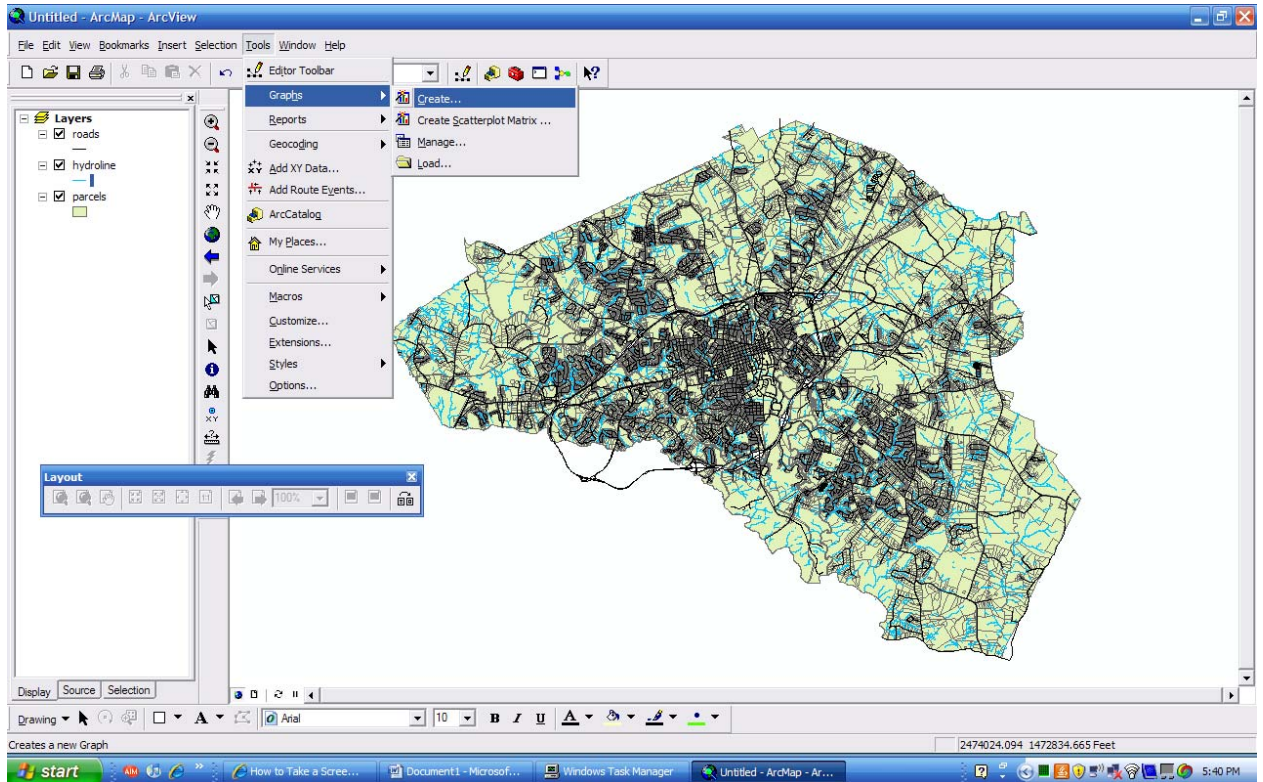 Untitled - ArcMap - ArcView
File Edit View Bookmarks Insert Selection Tools Window Help
Editor Toolbar
Graphs
Reports
Geocoding
Add XY Data...
Add Route Events...
ArcCatalog
My Places...
Online Services
Macros
Customize...
Extensions...
Styles
Options...
Create...
Create Scatterplot Matrix ...
Manage...
Load...
Layers
roads
hydroline
parcels
Layout
100%
Display Source Selection
Drawing A Arial 10 B I U A
Creates a new Graph
2474024.094 1472834.665 Feet
start
How to Take a Scree...
Document1 - Microsof...
Windows Task Manager
Untitled - ArcMap - Ar...
5:40 PM